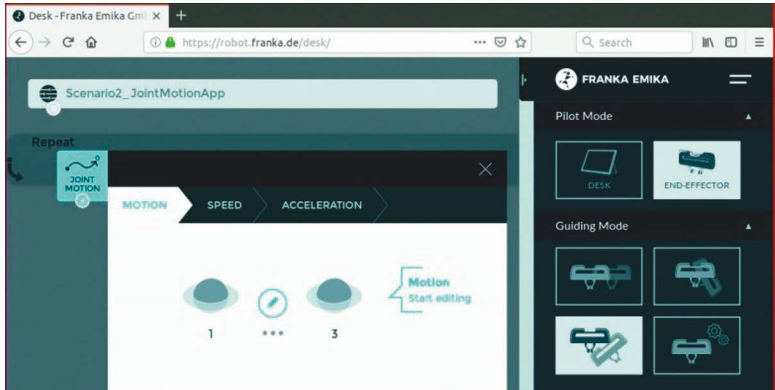 Desk - Franka Emika Gm
https://robot.franka.de/desk/
Search
Scenario2_JointMotionApp
Repeat
JOINT
MOTION
MOTION
SPEED
ACCELERATION
Motion
Start editing
1
3
FRANKA EMIKA
Pilot Mode
DESK
END-EFFECTOR
Guiding Mode